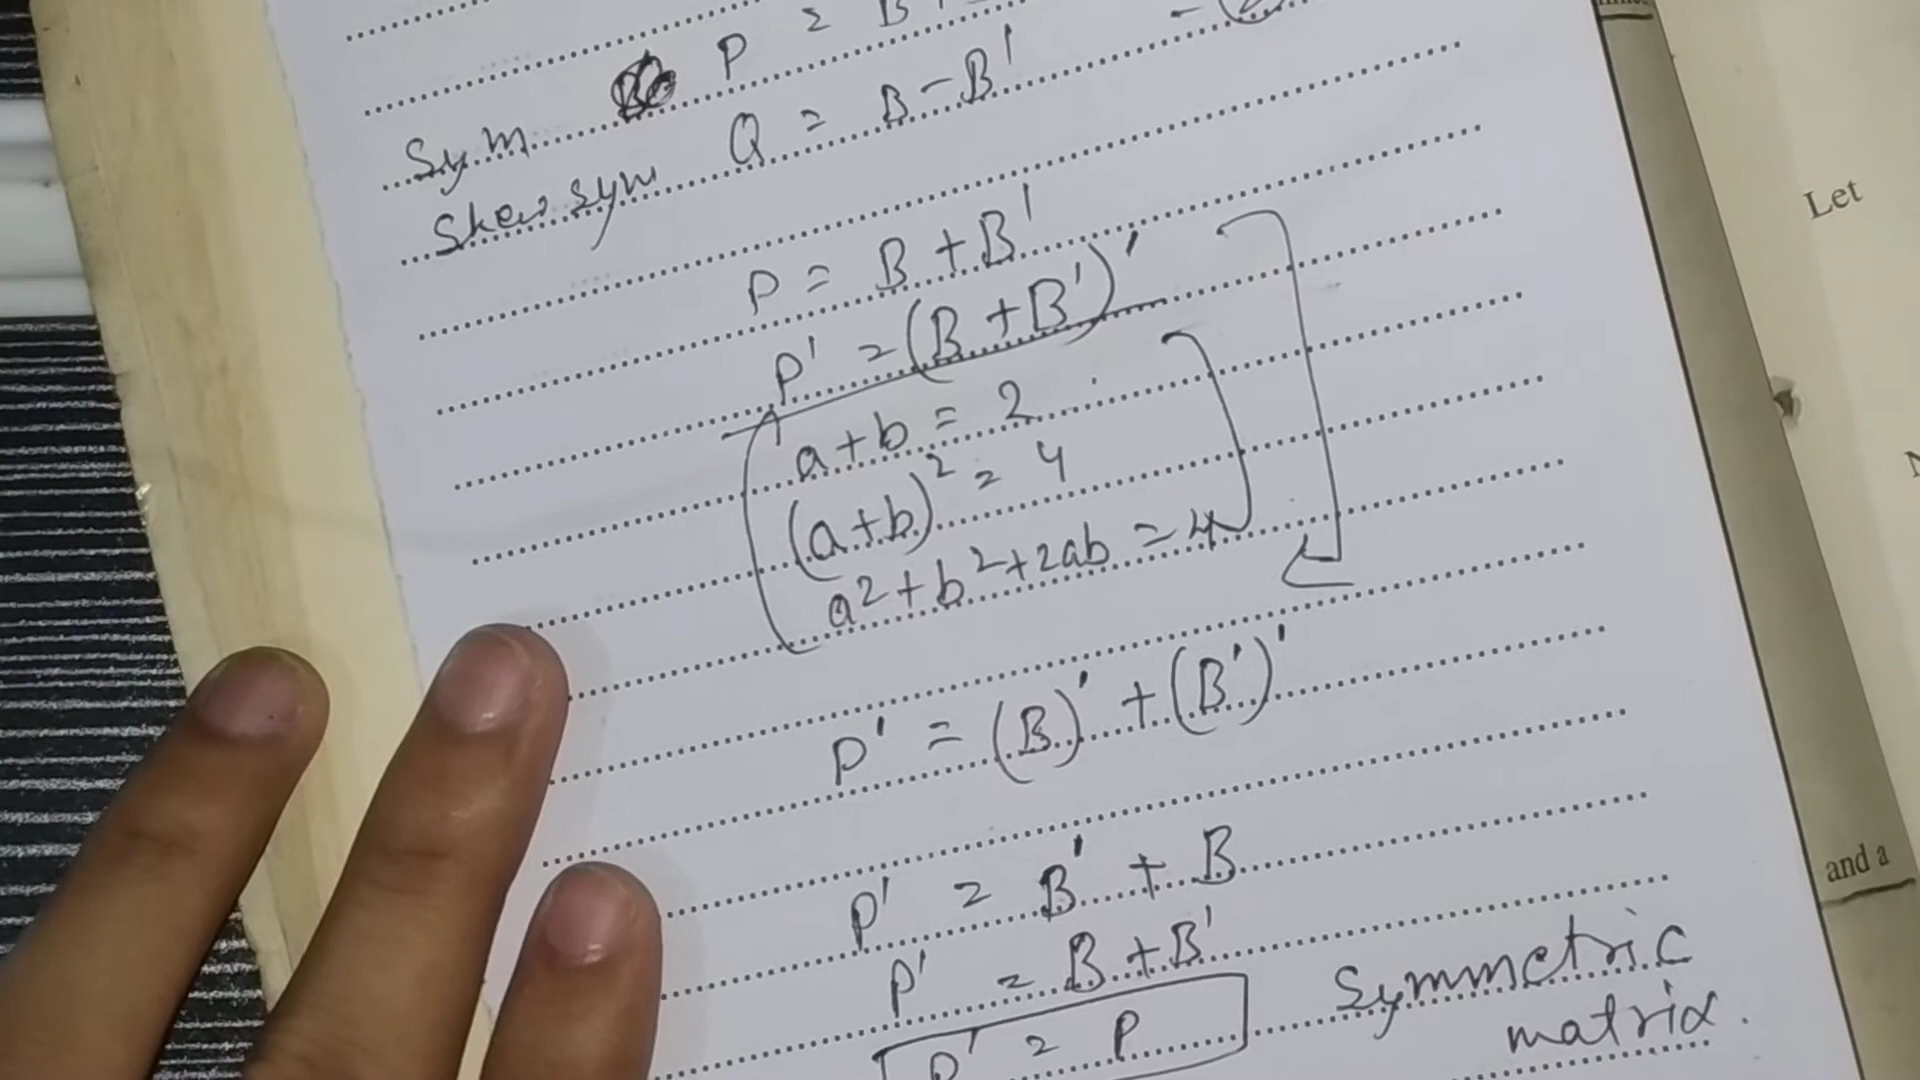 P = B
Sym
Skew sym Q = B - B'
P = B + B'
P' = (B + B')'
a+b = 2
(a+b)² = 4
a²+b²+2ab = 4
P' = (B)' + (B')'
P' = B' + B
P' = B + B'
P' = P Symmetric
matrix.
Let
and a